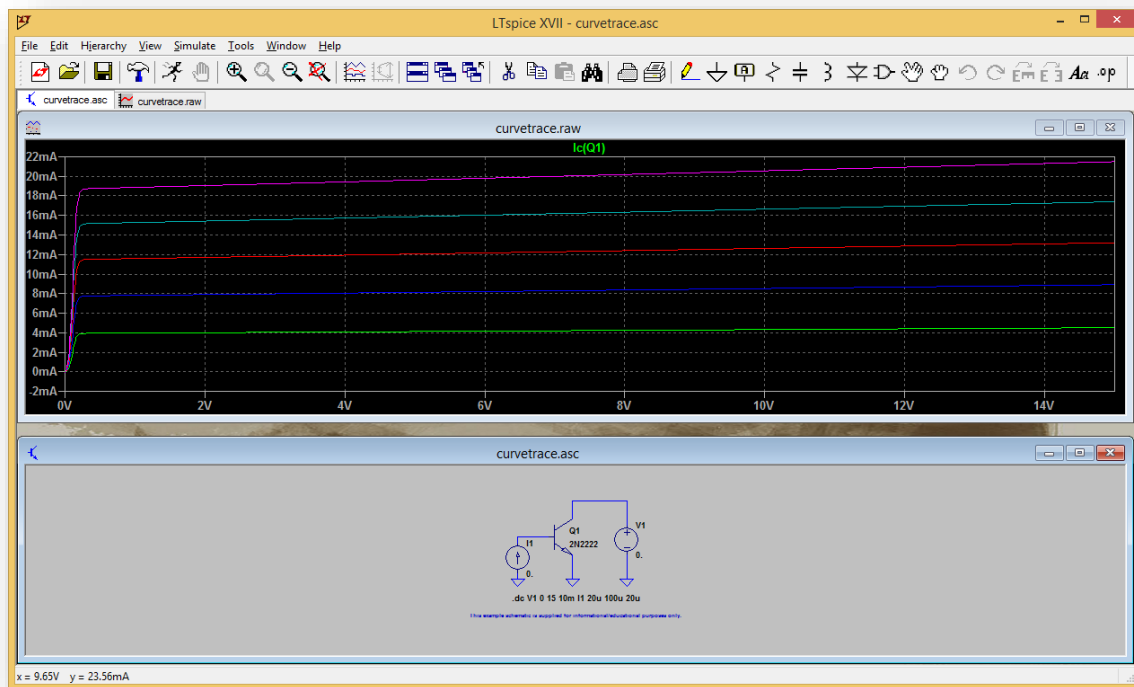 LTspice XVII - curvetrace.asc
File Edit Hierarchy View Simulate Tools Window Help
A Aa .op
curvetrace.asc curvetrace.raw
curvetrace.raw
Ic(Q1)
22mA
20mA
18mA
16mA
14mA
12mA
10mA
8mA
6mA
4mA
2mA
0mA
-2mA
0V 2V 4V 6V 8V 10V 12V 14V
curvetrace.asc
Q1 V1
I1 2N2222
0. 0.
.dc V1 0 15 10m I1 20u 100u 20u
This example schematic is supplied for informational/educational purposes only.
x = 9.65V y = 23.56mA